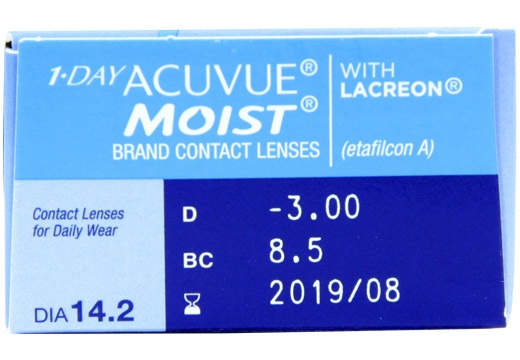 1·DAY ACUVUE® WITH
MOIST® LACREON®
BRAND CONTACT LENSES (etafilcon A)
Contact Lenses
for Daily Wear
DIA 14.2
D -3.00
BC 8.5
2019/08